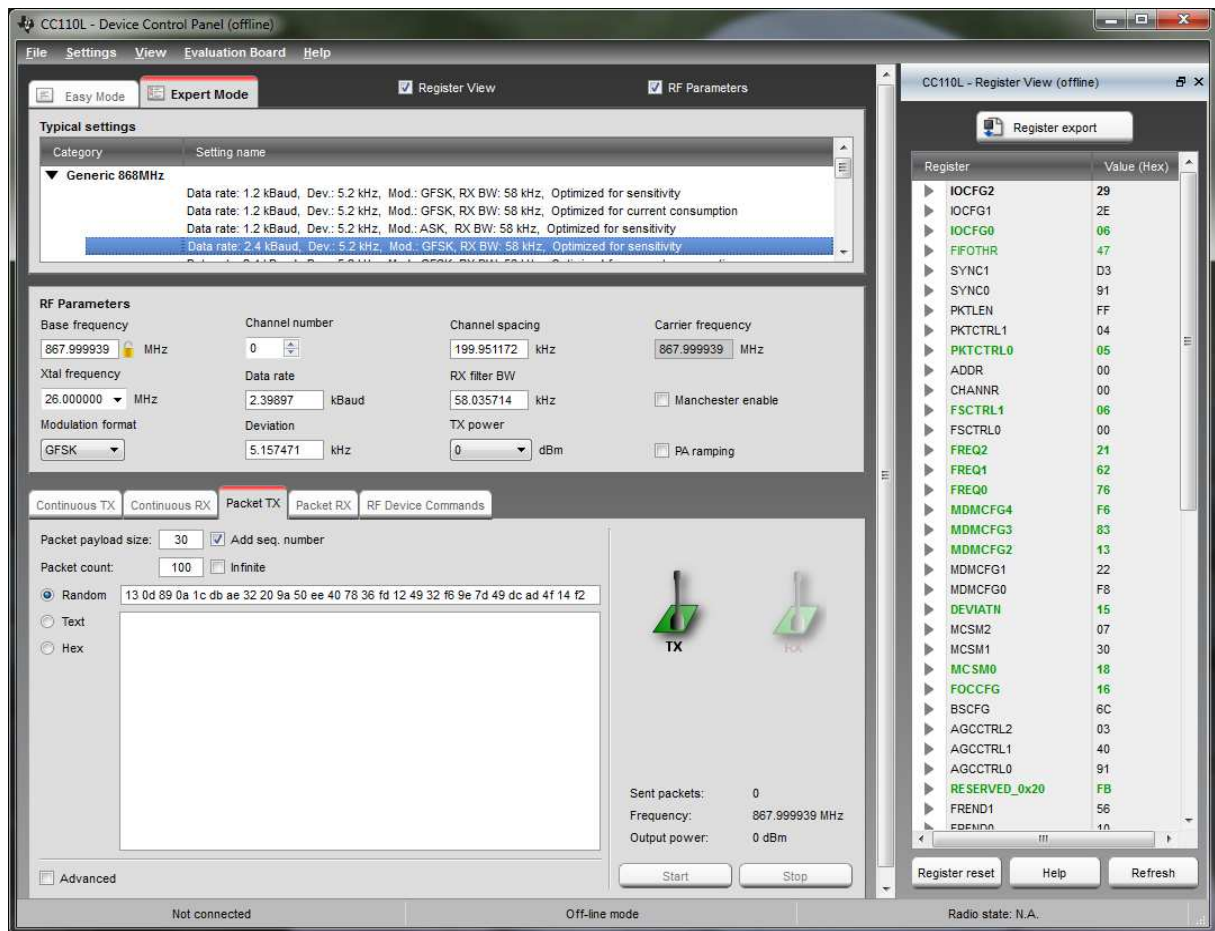 CC110L - Device Control Panel (offline)
File Settings View Evaluation Board Help
Easy Mode Expert Mode Register View RF Parameters
Typical settings
Category Setting name
Generic 868MHz
Data rate: 1.2 kBaud, Dev.: 5.2 kHz, Mod.: GFSK, RX BW: 58 kHz, Optimized for sensitivity
Data rate: 1.2 kBaud, Dev.: 5.2 kHz, Mod.: GFSK, RX BW: 58 kHz, Optimized for current consumption
Data rate: 1.2 kBaud, Dev.: 5.2 kHz, Mod.: ASK, RX BW: 58 kHz, Optimized for sensitivity
Data rate: 2.4 kBaud, Dev.: 5.2 kHz, Mod.: GFSK, RX BW: 58 kHz, Optimized for sensitivity
RF Parameters
Base frequency Channel number Channel spacing Carrier frequency
867.999939 MHz 0 199.951172 kHz 867.999939 MHz
Xtal frequency Data rate RX filter BW
26.000000 MHz 2.39897 kBaud 58.035714 kHz Manchester enable
Modulation format Deviation TX power
GFSK 5.157471 kHz 0 dBm PA ramping
Continuous TX Continuous RX Packet TX Packet RX RF Device Commands
Packet payload size: 30 Add seq. number
Packet count: 100 Infinite
Random 13 0d 89 0a 1c db ae 32 20 9a 50 ee 40 78 36 fd 12 49 32 f6 9e 7d 49 dc ad 4f 14 f2
Text
Hex
TX
RX
Sent packets: 0
Frequency: 867.999939 MHz
Output power: 0 dBm
Advanced
Start Stop
CC110L - Register View (offline)
Register export
Register Value (Hex)
IOCFG2 29
IOCFG1 2E
IOCFG0 06
FIFOTHR 47
SYNC1 D3
SYNC0 91
PKTLEN FF
PKTCTRL1 04
PKTCTRL0 05
ADDR 00
CHANNR 00
FSCTRL1 06
FSCTRL0 00
FREQ2 21
FREQ1 62
FREQ0 76
MDMCFG4 F6
MDMCFG3 83
MDMCFG2 13
MDMCFG1 22
MDMCFG0 F8
DEVIATN 15
MCSM2 07
MCSM1 30
MCSM0 18
FOCCFG 16
BSCFG 6C
AGCCTRL2 03
AGCCTRL1 40
AGCCTRL0 91
RESERVED_0x20 FB
FREND1 56
FREND0 10
Register reset Help Refresh
Not connected Off-line mode Radio state: N.A.